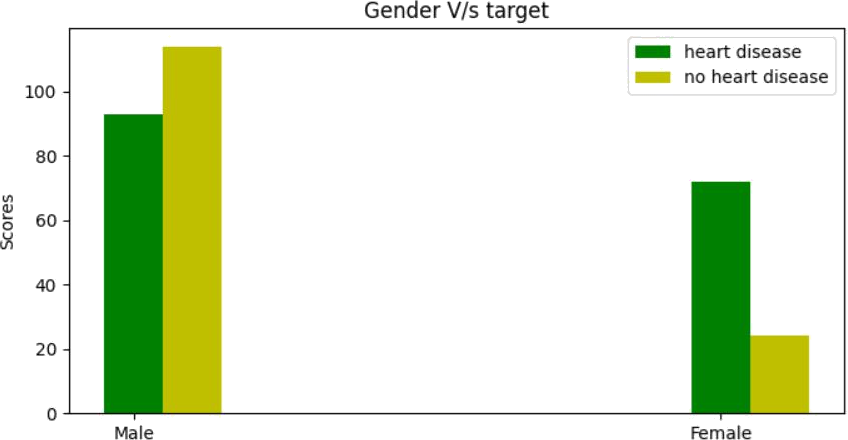 Gender V/s target
heart disease
no heart disease
100
80
60
40
20
0
Scores
Male
Female